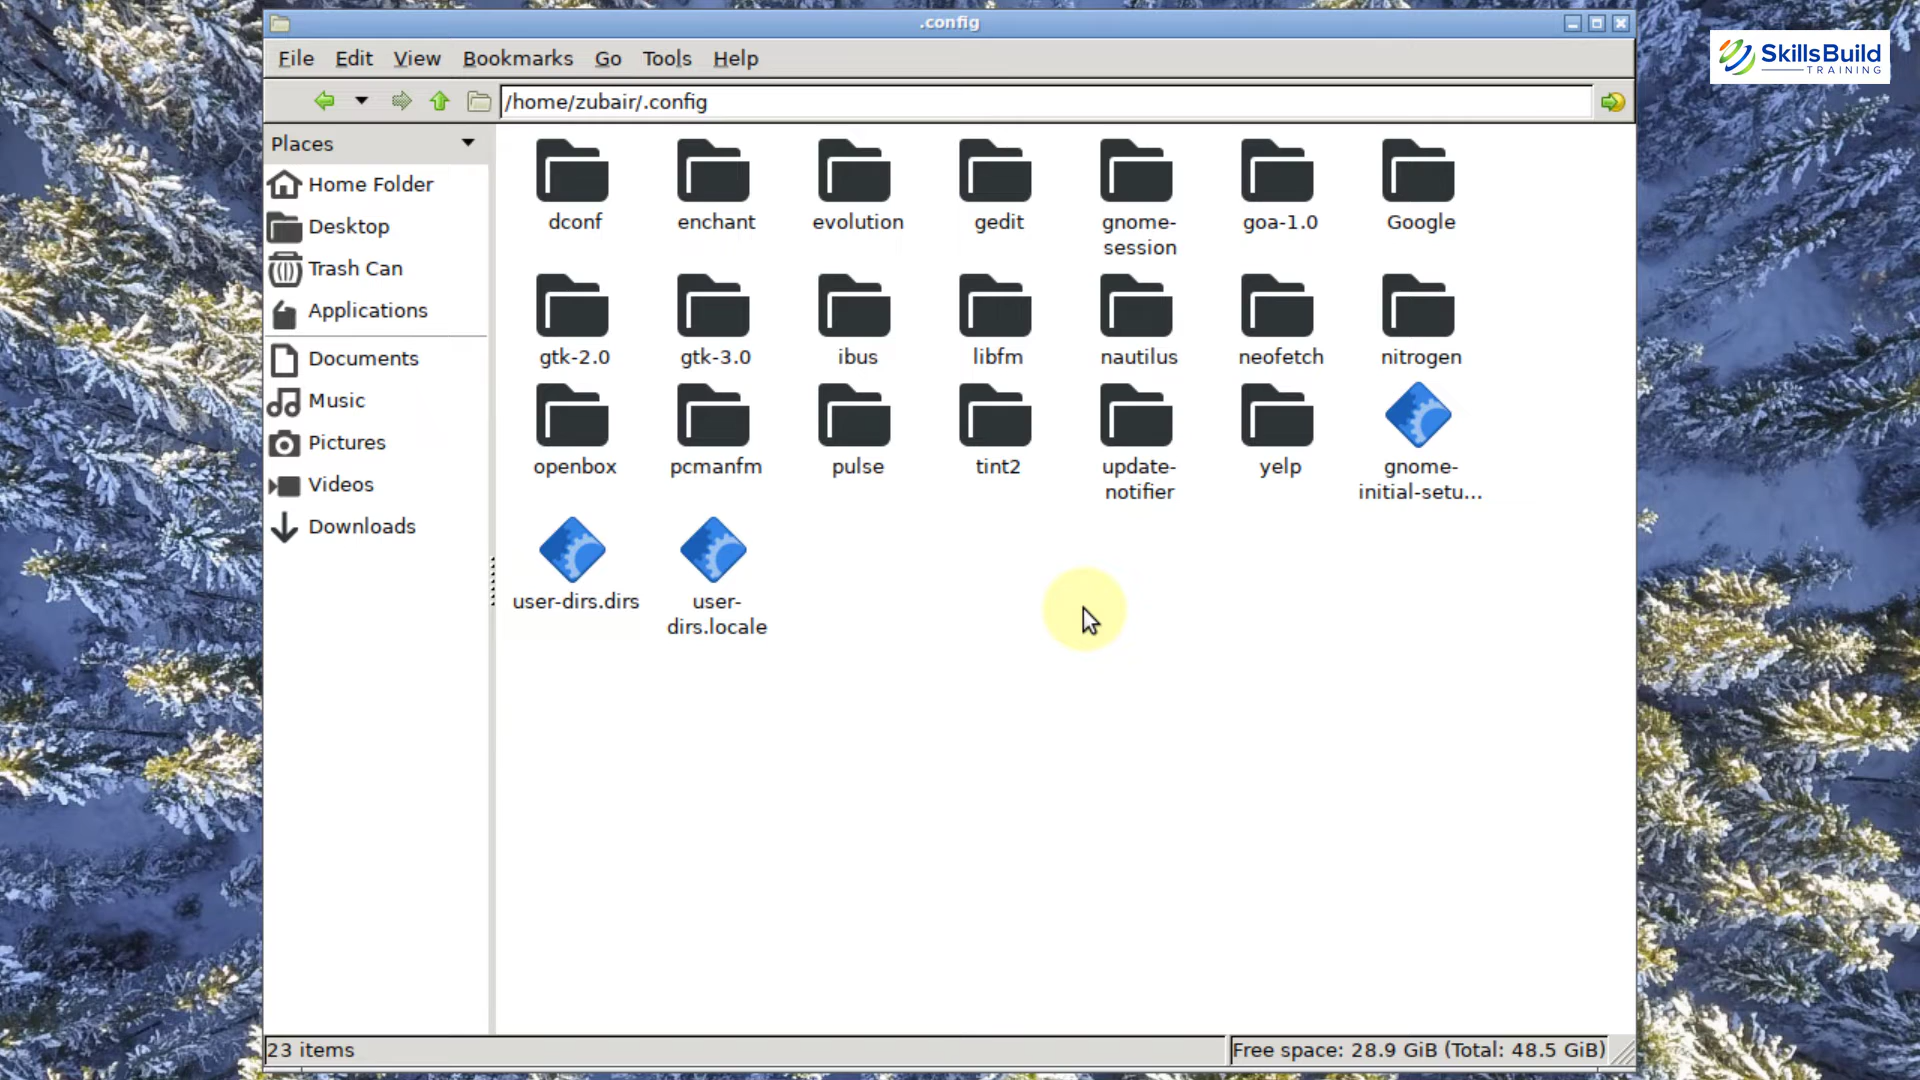 .config
SkillsBuild
TRAINING
File Edit View Bookmarks Go Tools Help
/home/zubair/.config
Places
Home Folder
Desktop
Trash Can
Applications
Documents
Music
Pictures
Videos
Downloads
dconf enchant evolution gedit gnome-
session goa-1.0 Google
gtk-2.0 gtk-3.0 ibus libfm nautilus neofetch nitrogen
openbox pcmanfm pulse tint2 update-
notifier yelp gnome-
initial-setu...
user-dirs.dirs user-
dirs.locale
23 items
Free space: 28.9 GiB (Total: 48.5 GiB)